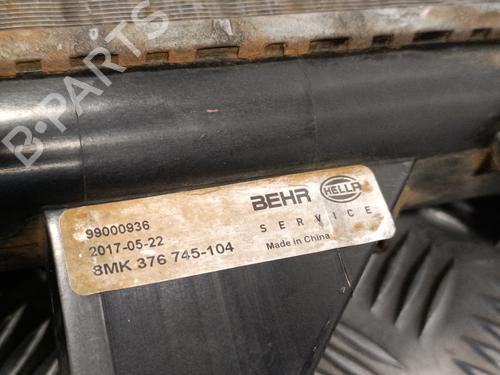 B-PARTS
BEHR HELLA
SERVICE
Made in China
99000936
2017-05-22
8MK 376 745-104